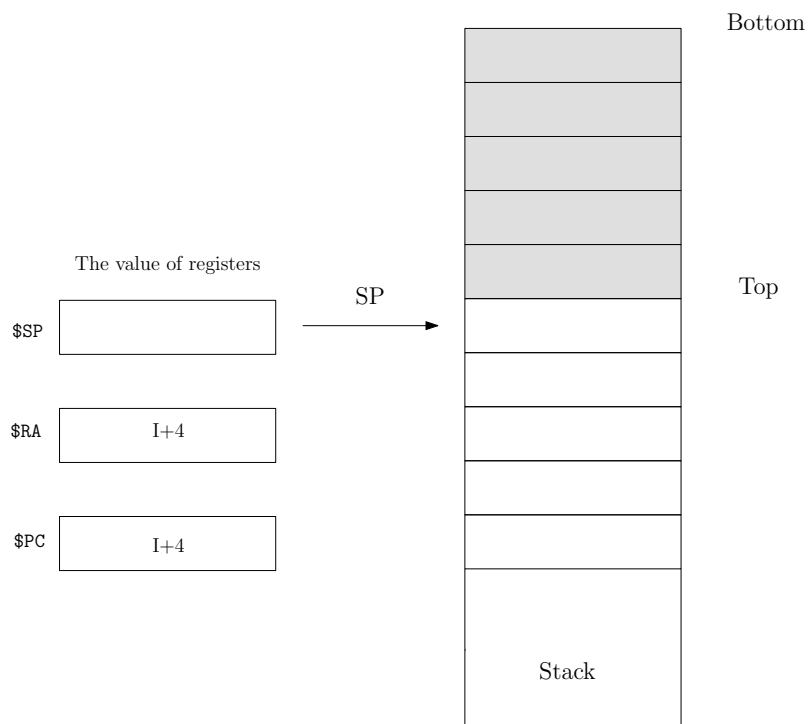 Bottom
The value of registers
Top
SP
$SP
$RA
I+4
$PC
I+4
Stack